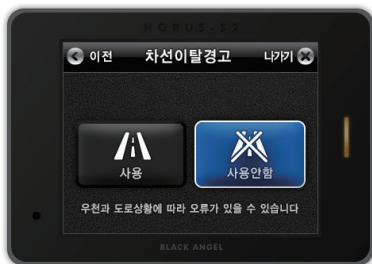 HORUS-S2
이전 차선이탈경고 나가기
사용 사용안함
우천과 도로상황에 따라 오류가 있을 수 있습니다
BLACK ANGEL